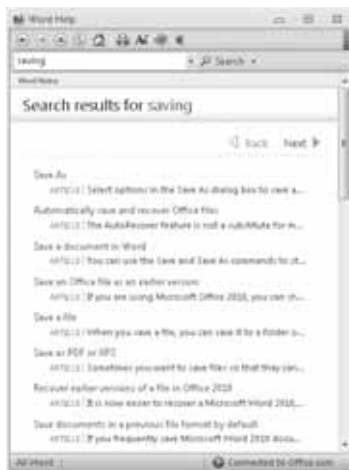 Word Help
saving
Search
Word Home
Search results for saving
Back Next
Save As
ARTICLE | Select options in the Save As dialog box to save a...
Automatically save and recover Office files
ARTICLE | The AutoRecover feature is not a substitute for m...
Save a document in Word
ARTICLE | You can use the Save and Save As commands to st...
Save an Office file as an earlier version
ARTICLE | If you are using Microsoft Office 2010, you can
Save a file
ARTICLE | When you save a file, you can save it to a folder o...
Save as PDF or XPS
ARTICLE | Sometimes you want to save files so that they can...
Recover earlier versions of a file in Office 2010
ARTICLE | It is now easier to recover a Microsoft Word 2010,...
Save documents in a previous file format by default
ARTICLE | If you frequently save Microsoft Word 2010 docu...
All Word
Connected to Office.com